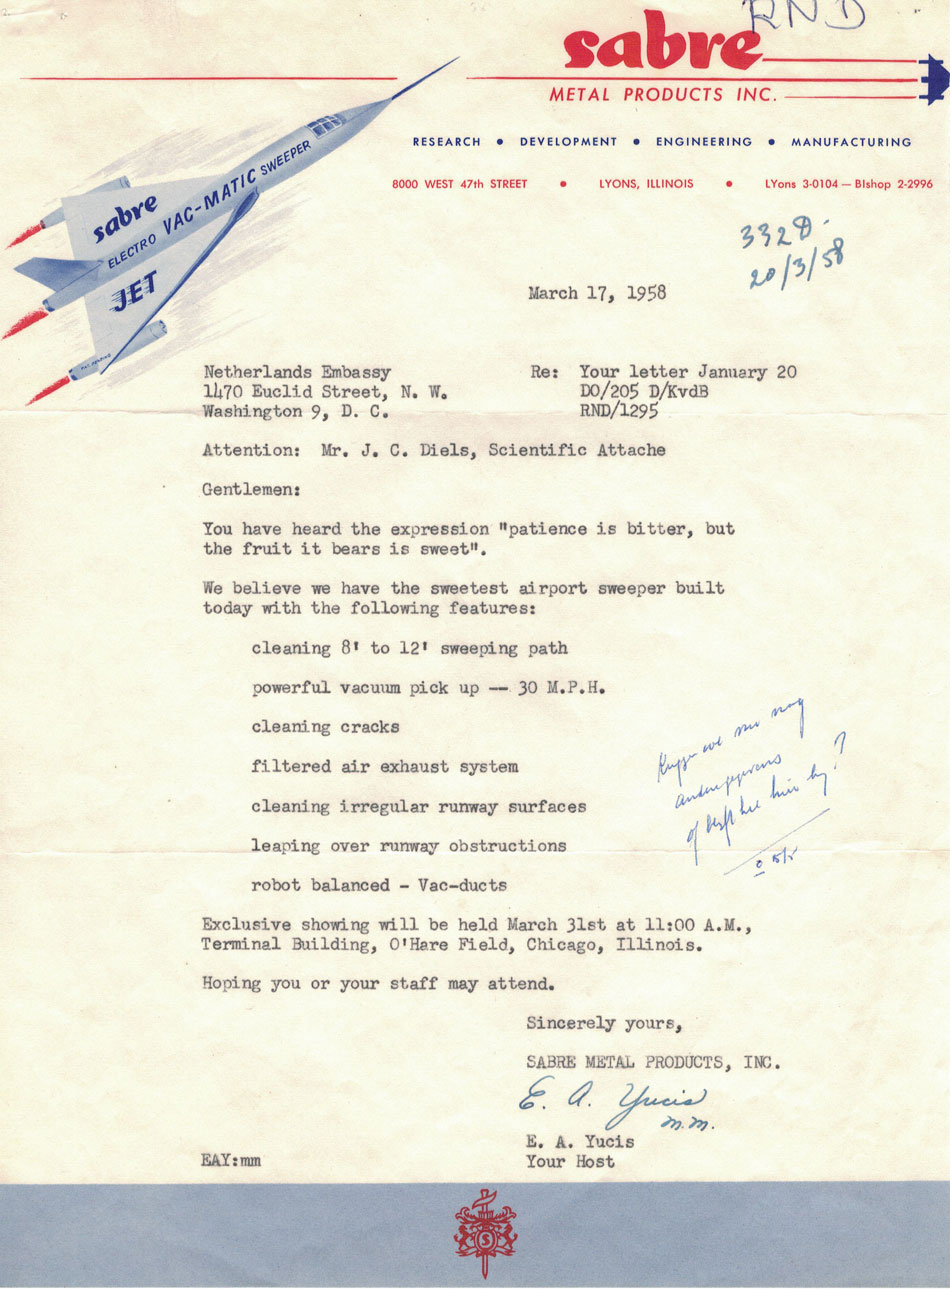 RND
sabre
METAL PRODUCTS INC.
RESEARCH • DEVELOPMENT • ENGINEERING • MANUFACTURING
8000 WEST 47th STREET • LYONS, ILLINOIS • LYons 3-0104 — BIshop 2-2996
sabre
ELECTRO VAC-MATIC SWEEPER
JET
332D.
20/3/58
March 17, 1958
Netherlands Embassy
1470 Euclid Street, N. W.
Washington 9, D. C.
Re: Your letter January 20
DO/205 D/KvdB
RND/1295
Attention: Mr. J. C. Diels, Scientific Attache
Gentlemen:
You have heard the expression "patience is bitter, but
the fruit it bears is sweet".
We believe we have the sweetest airport sweeper built
today with the following features:
cleaning 8' to 12' sweeping path
powerful vacuum pick up -- 30 M.P.H.
cleaning cracks
filtered air exhaust system
cleaning irregular runway surfaces
leaping over runway obstructions
robot balanced - Vac-ducts
nog
of het hier bij?
Exclusive showing will be held March 31st at 11:00 A.M.,
Terminal Building, O'Hare Field, Chicago, Illinois.
Hoping you or your staff may attend.
Sincerely yours,
SABRE METAL PRODUCTS, INC.
E. A. Yucis
m.m.
E. A. Yucis
EAY:mm
Your Host
S